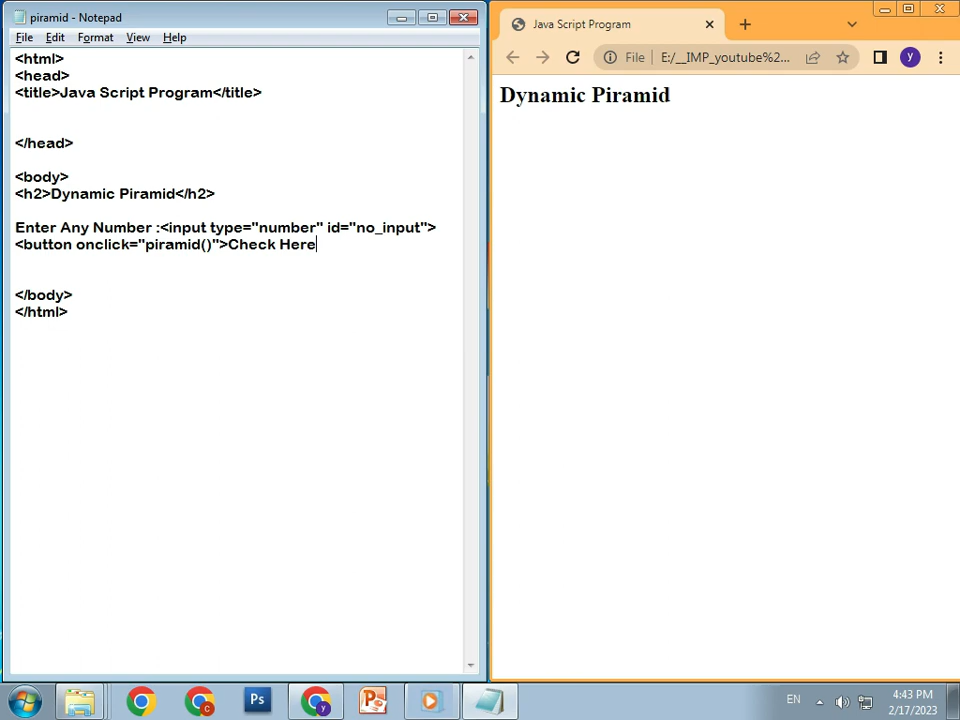 piramid - Notepad
File Edit Format View Help
<html>
<head>
<title>Java Script Program</title>
</head>
<body>
<h2>Dynamic Piramid</h2>
Enter Any Number :<input type="number" id="no_input">
<button onclick="piramid()">Check Here
</body>
</html>
Java Script Program
File E:/__IMP_youtube%2... y
Dynamic Piramid
C y Ps
EN
4:43 PM
2/17/2023